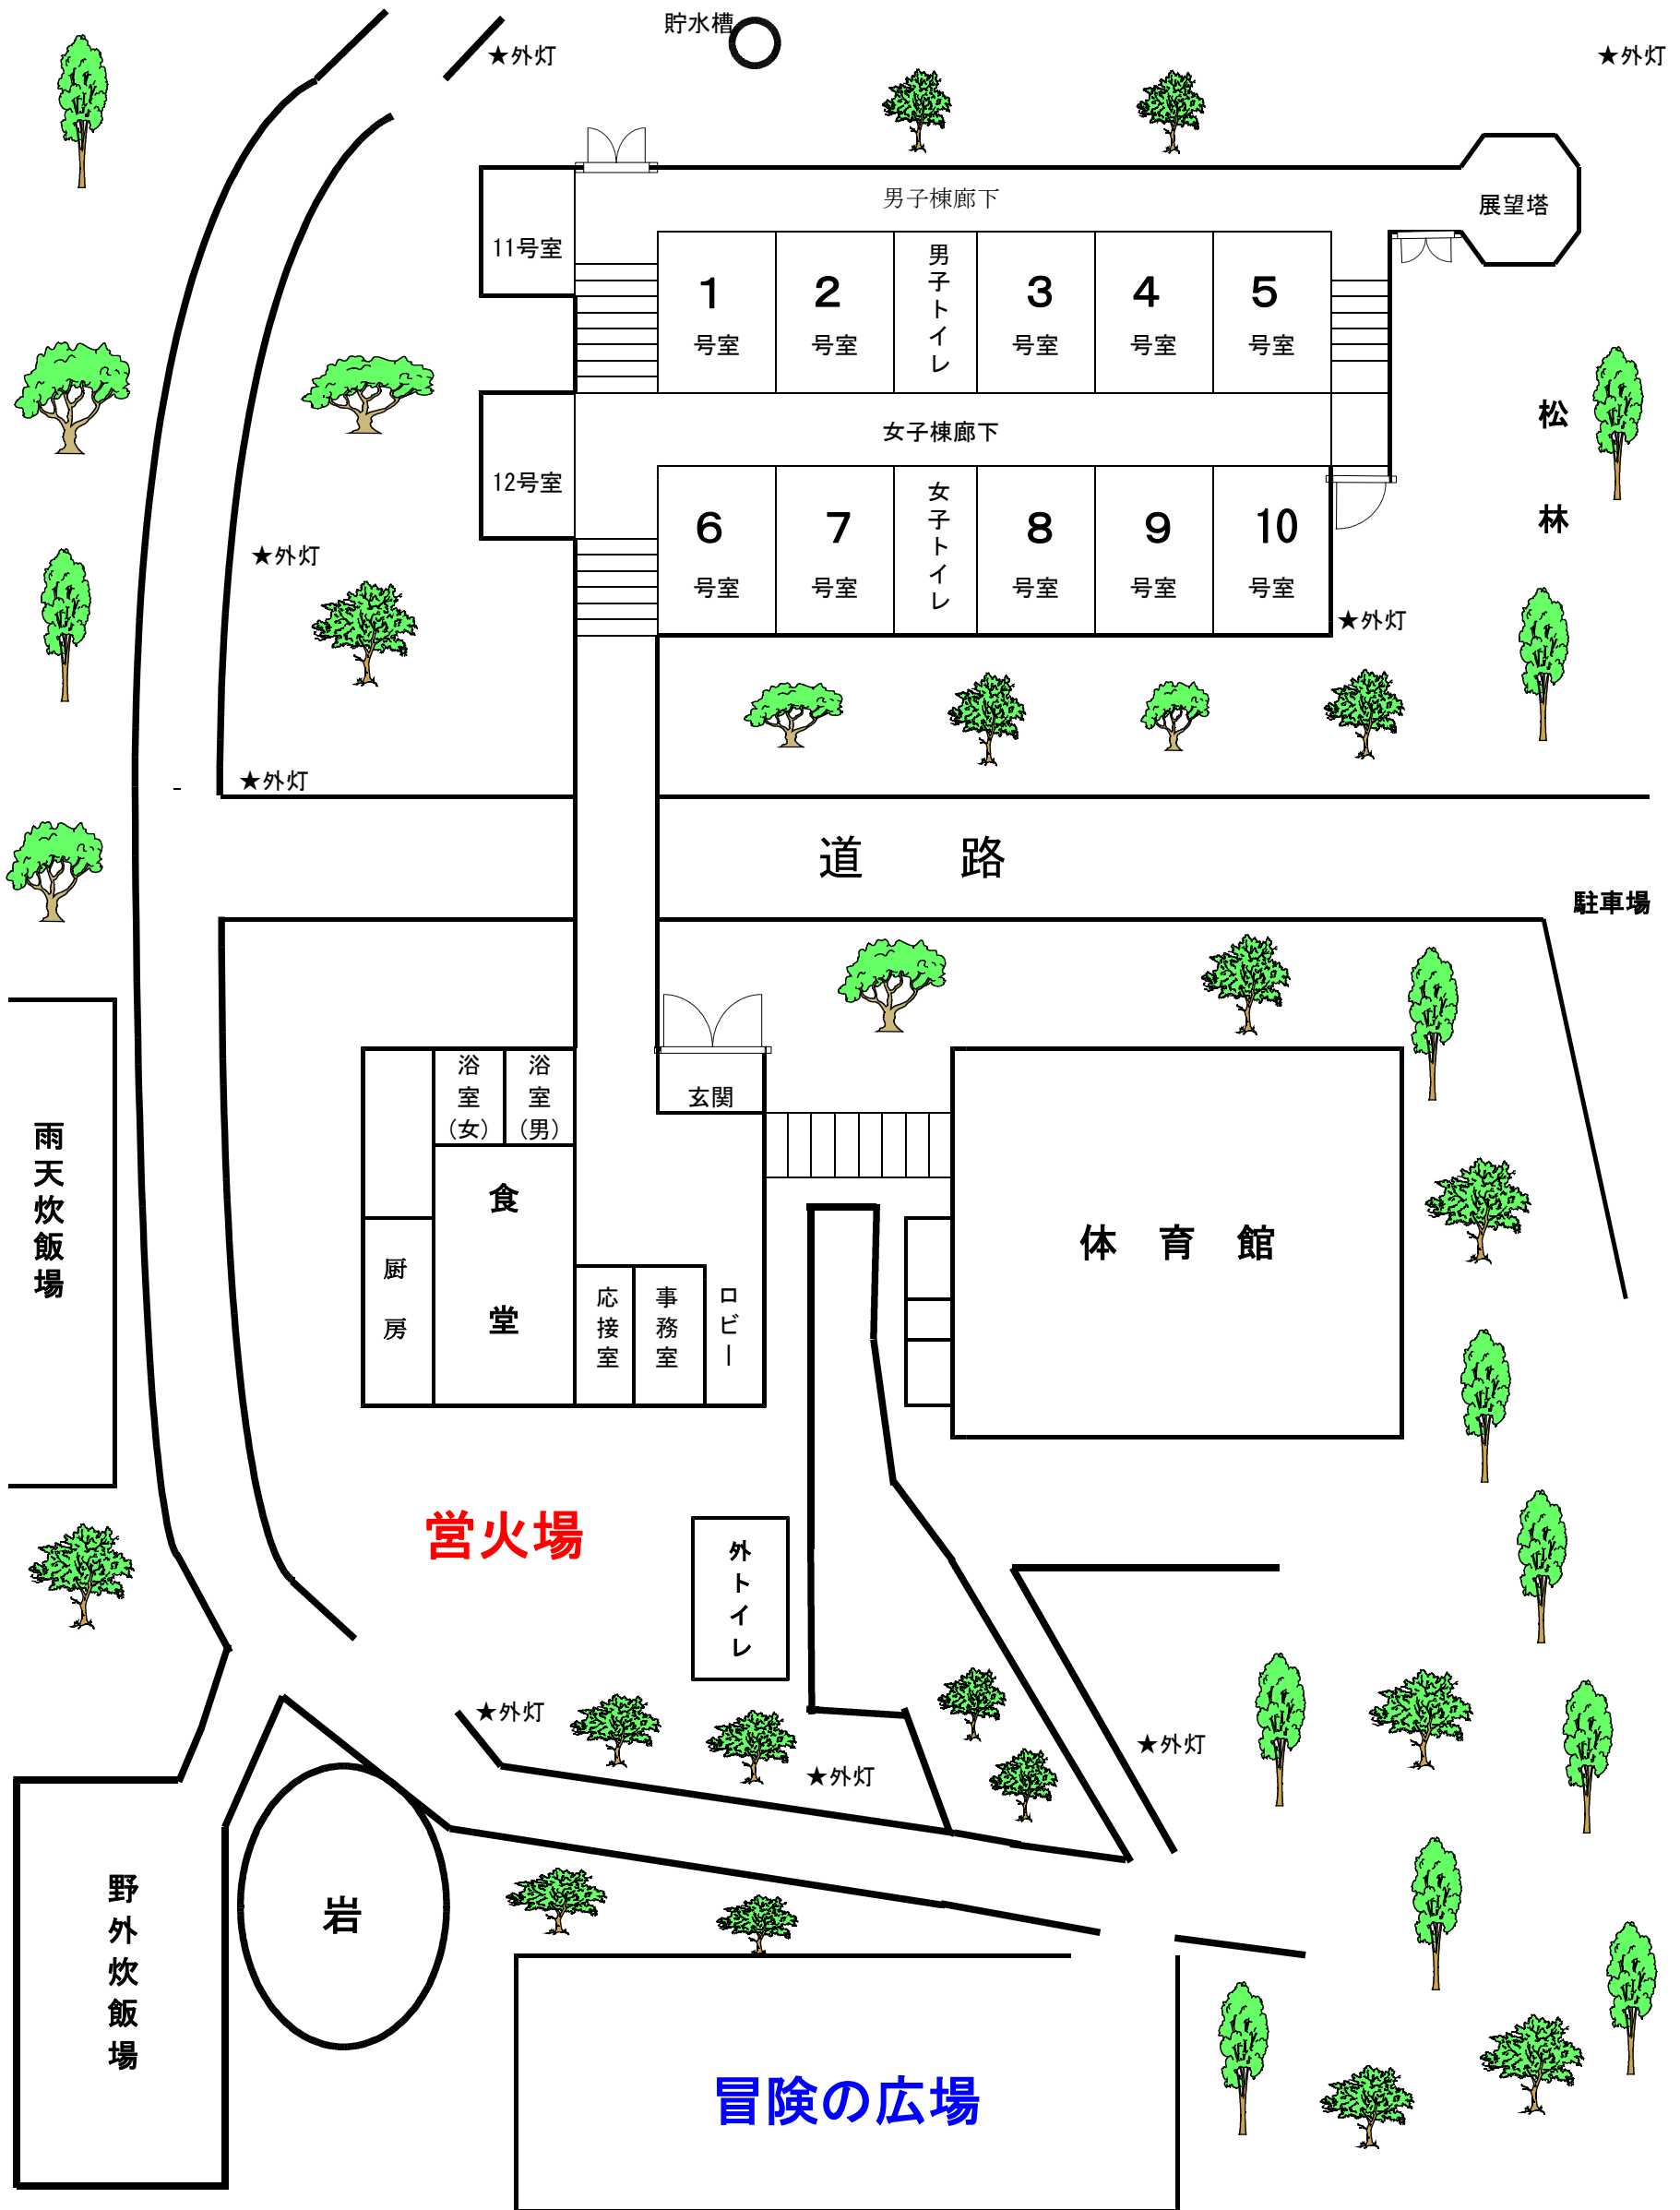 貯水槽
★外灯
★外灯
男子棟廊下
展望塔
11号室
1
号室
2
号室
男子トイレ
3
号室
4
号室
5
号室
松林
女子棟廊下
12号室
6
号室
7
号室
女子トイレ
8
号室
9
号室
10
号室
★外灯
★外灯
★外灯
道 路
駐車場
浴室(女)
浴室(男)
玄関
雨天炊飯場
食堂
厨房
応接室
事務室
ロビー
体 育 館
営火場
外トイレ
★外灯
★外灯
★外灯
野外炊飯場
岩
冒険の広場